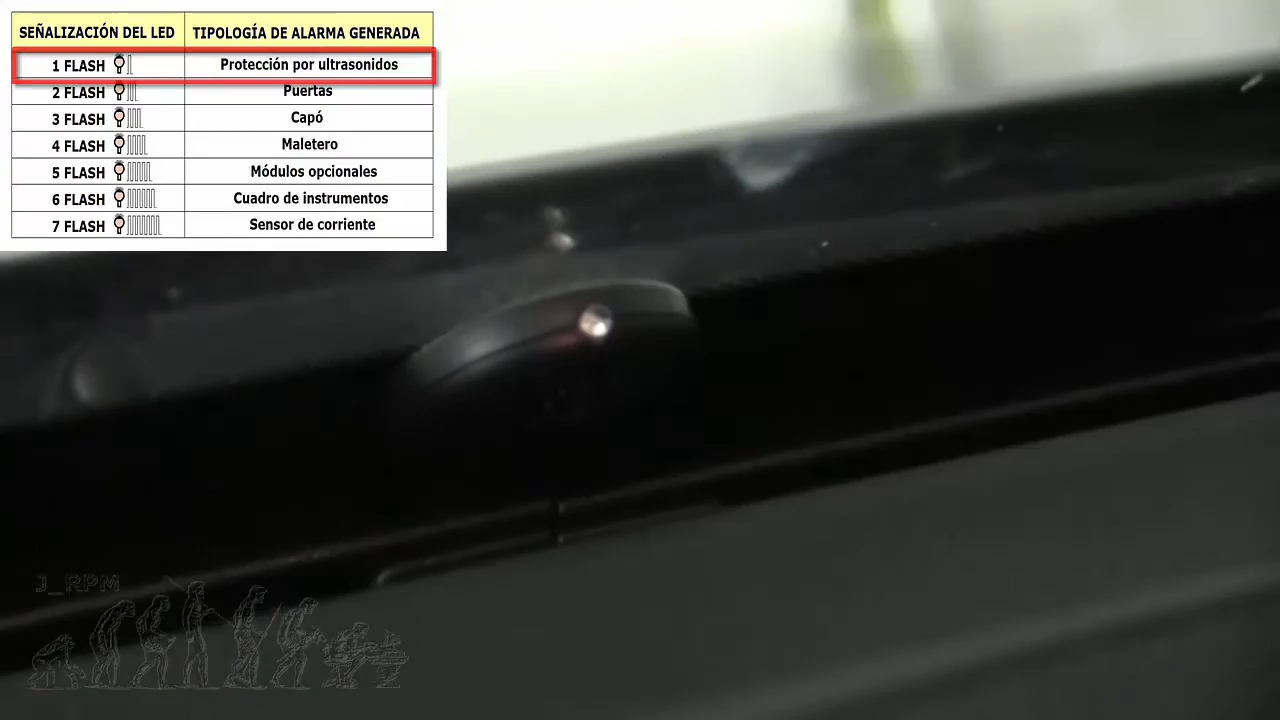 SEÑALIZACIÓN DEL LED TIPOLOGÍA DE ALARMA GENERADA
1 FLASH Protección por ultrasonidos
2 FLASH Puertas
3 FLASH Capó
4 FLASH Maletero
5 FLASH Módulos opcionales
6 FLASH Cuadro de instrumentos
7 FLASH Sensor de corriente
J_RPM